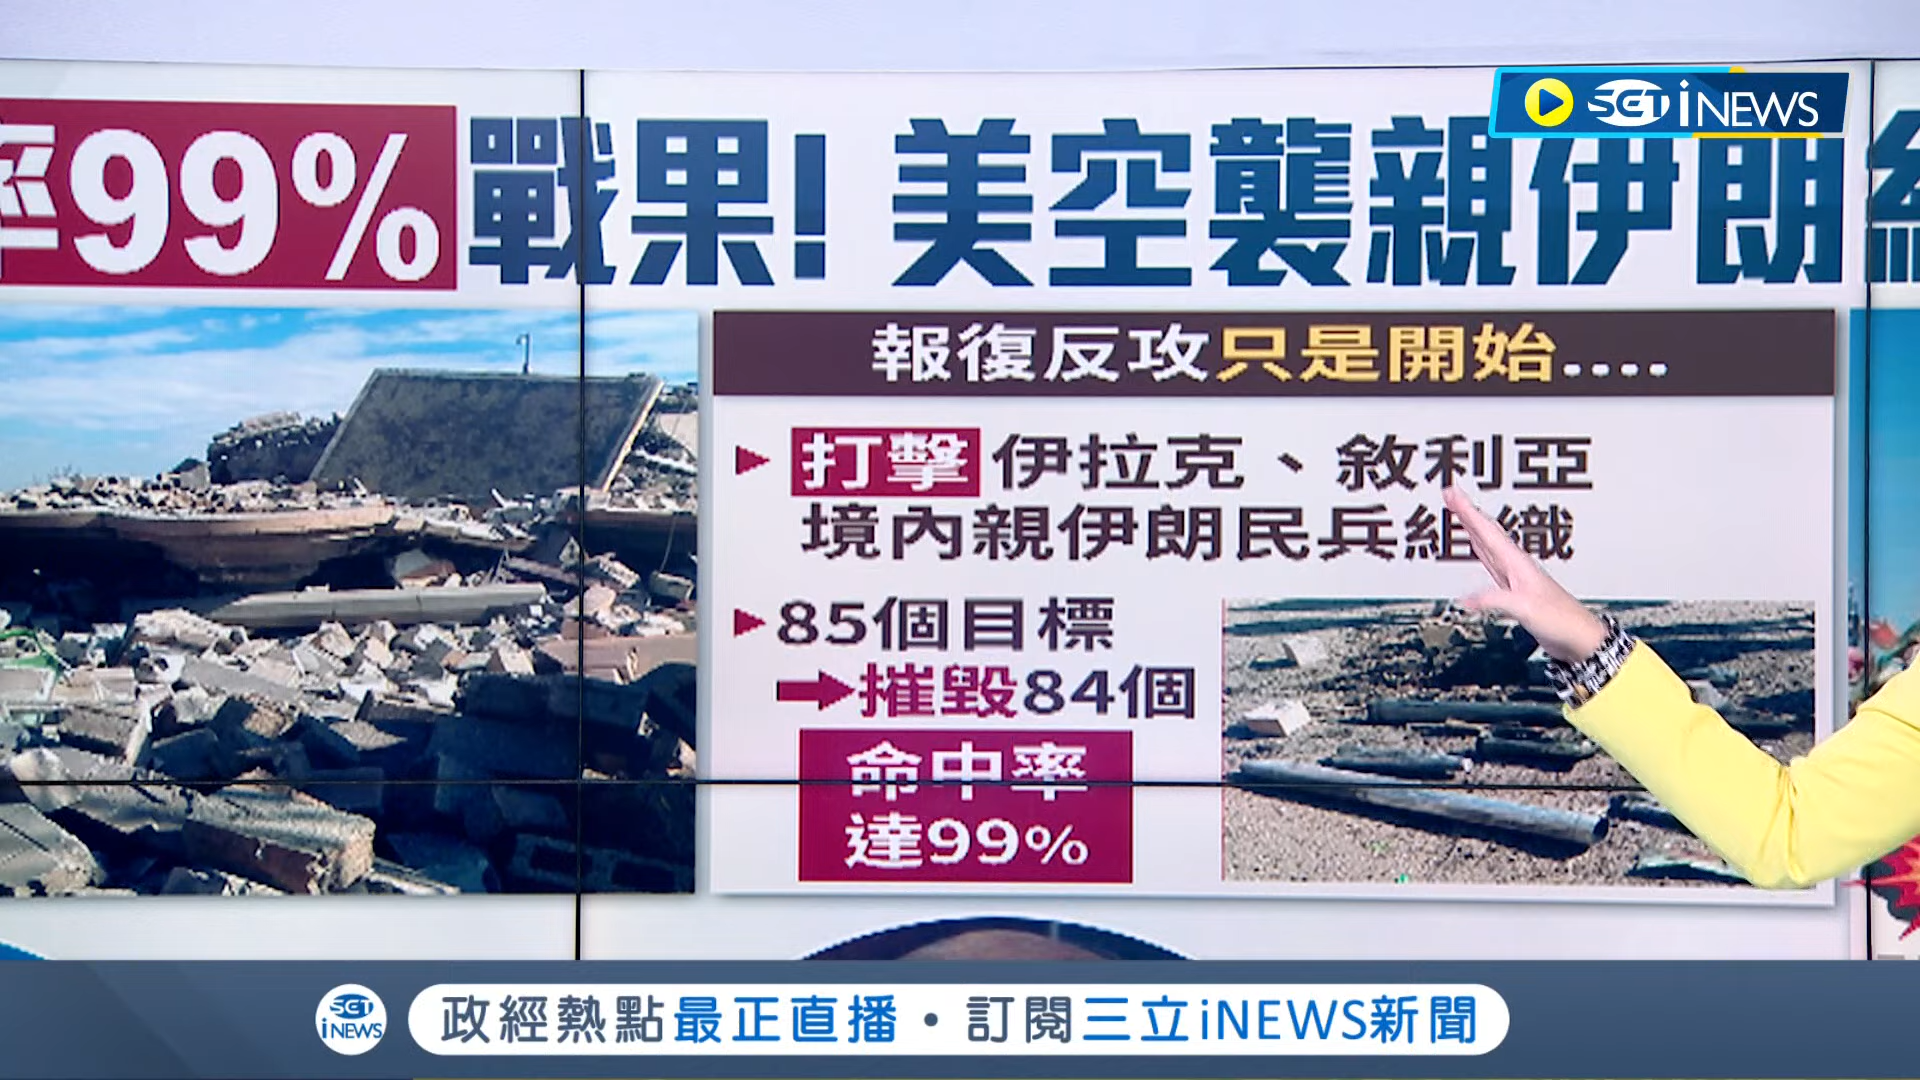 率99%戰果! 美空襲親伊朗
SET iNEWS
報復反攻只是開始....
打擊伊拉克、敘利亞
境內親伊朗民兵組織
85個目標
摧毀84個
命中率
達99%
SET iNEWS
政經熱點最正直播・訂閱三立iNEWS新聞